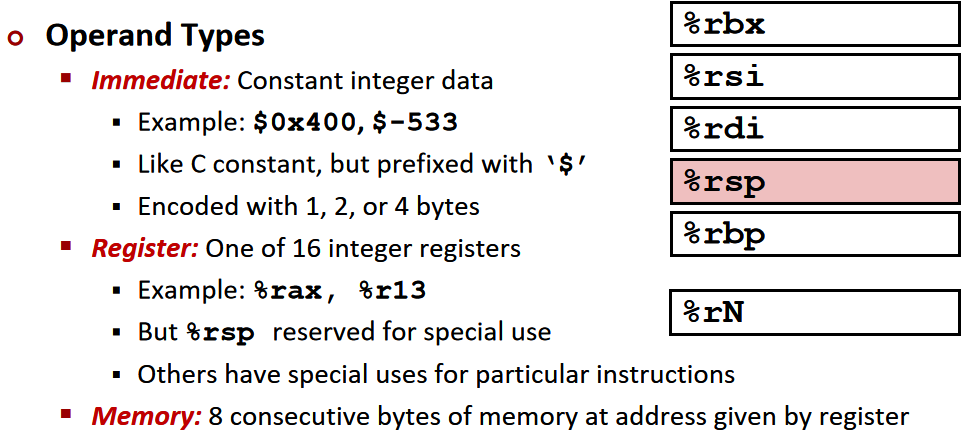 Operand Types
Immediate: Constant integer data
Example: $0x400, $-533
Like C constant, but prefixed with ‘$’
Encoded with 1, 2, or 4 bytes
Register: One of 16 integer registers
Example: %rax, %r13
But %rsp reserved for special use
Others have special uses for particular instructions
Memory: 8 consecutive bytes of memory at address given by register
%rbx
%rsi
%rdi
%rsp
%rbp
%rN